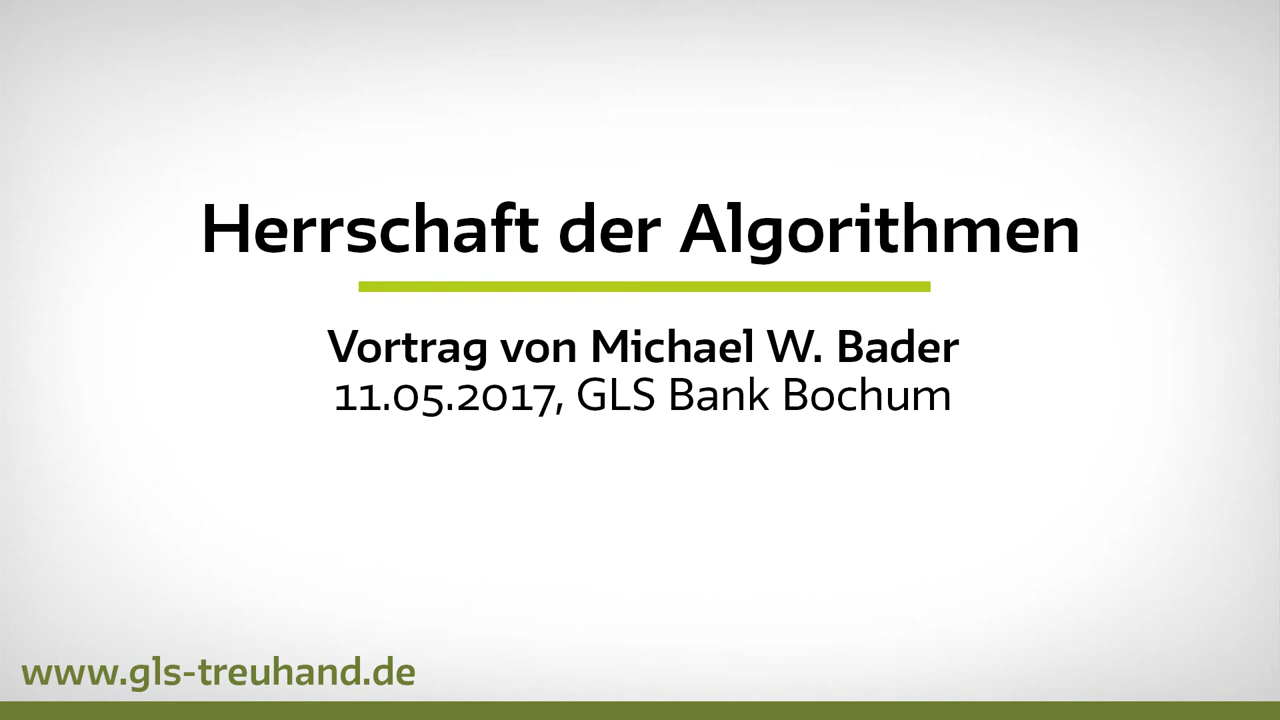 Herrschaft der Algorithmen
Vortrag von Michael W. Bader
11.05.2017, GLS Bank Bochum
www.gls-treuhand.de